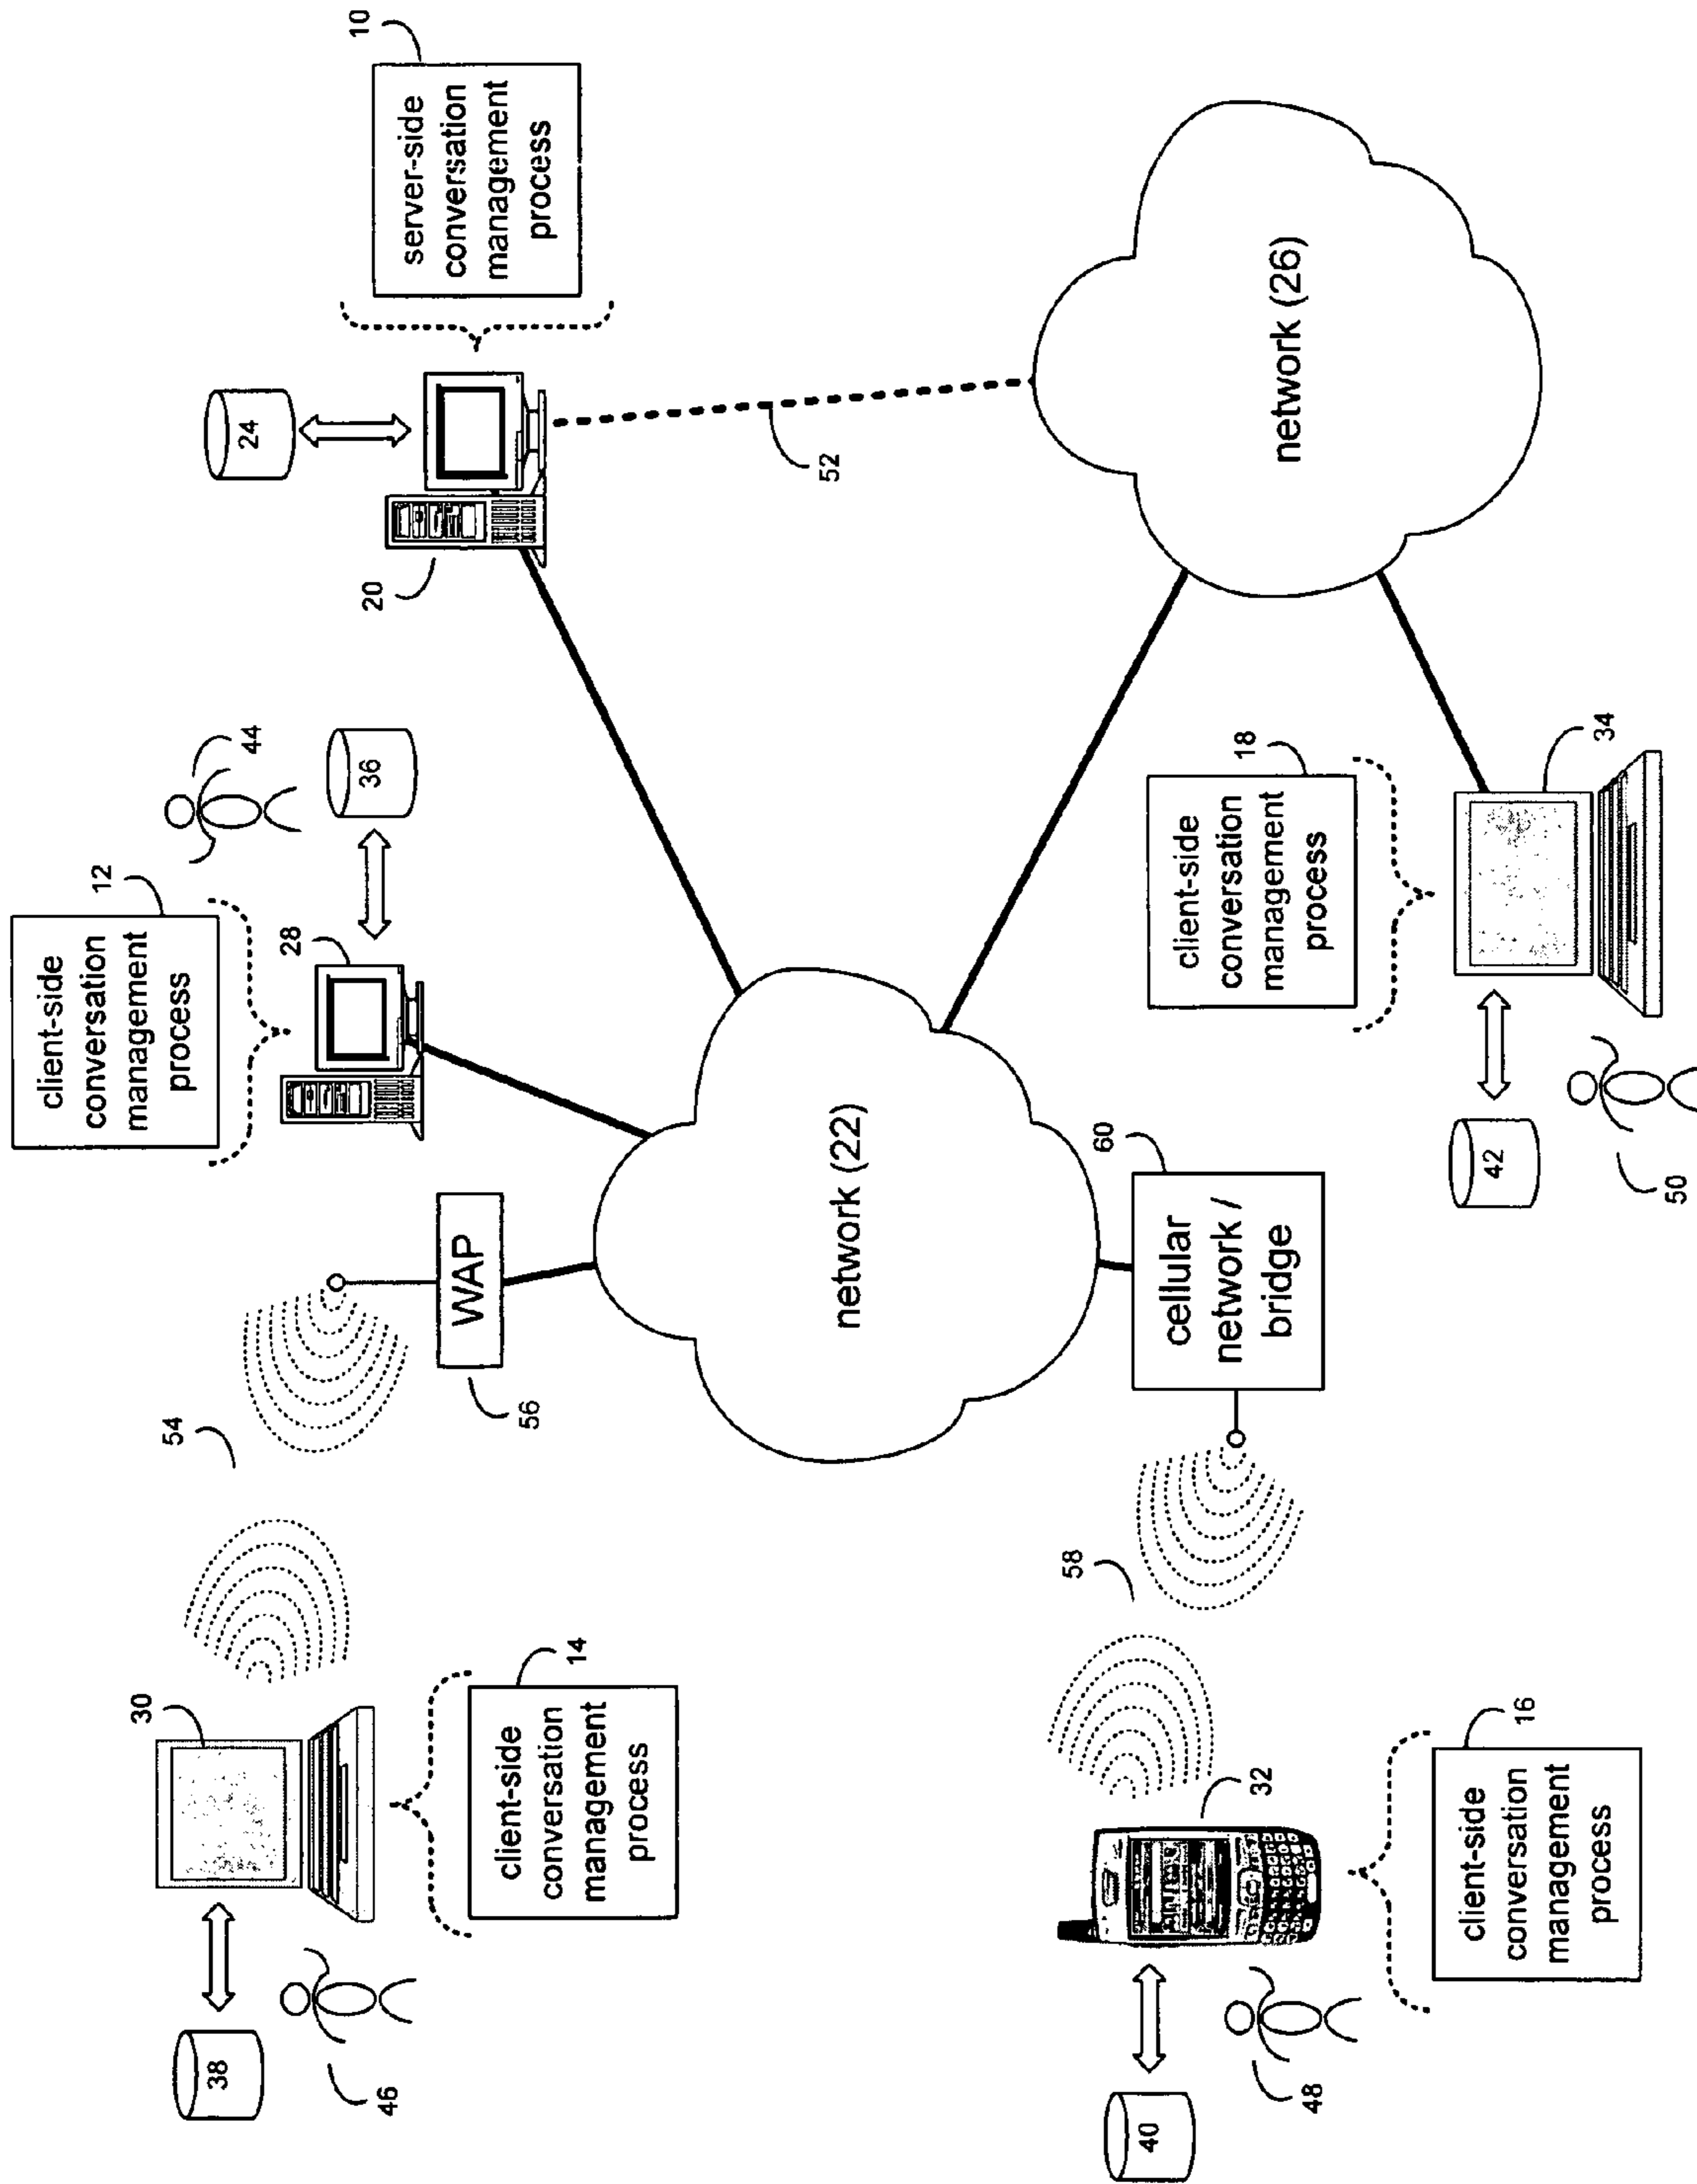 12
client-side
conversation
management
process
30
54
38
44
24
28
10
36
46
20
server-side
conversation
management
process
WAP
56
14
client-side
conversation
management
process
52
network (22)
58
60
40
cellular
network /
bridge
18
client-side
conversation
management
process
32
network (26)
48
16
client-side
conversation
management
process
42
34
50